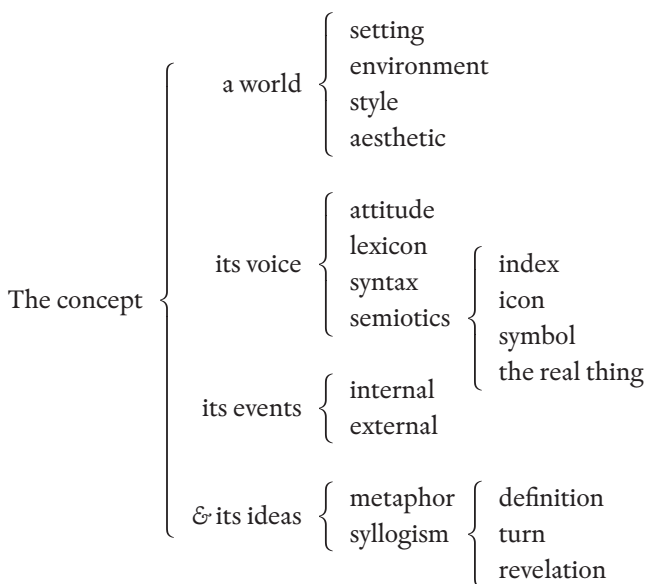 The concept
a world
setting
environment
style
aesthetic
its voice
attitude
lexicon
syntax
semiotics
index
icon
symbol
the real thing
its events
internal
external
& its ideas
metaphor
syllogism
definition
turn
revelation